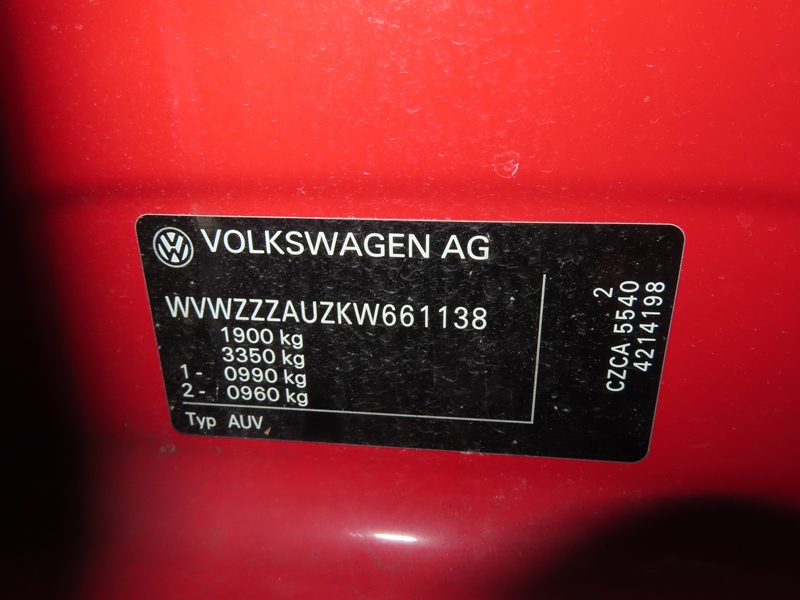 VOLKSWAGEN AG
WVWZZZAUZKW661138
1900 kg
3350 kg
1- 0990 kg
2- 0960 kg
Typ AUV
2
CZCA 5540
4214198